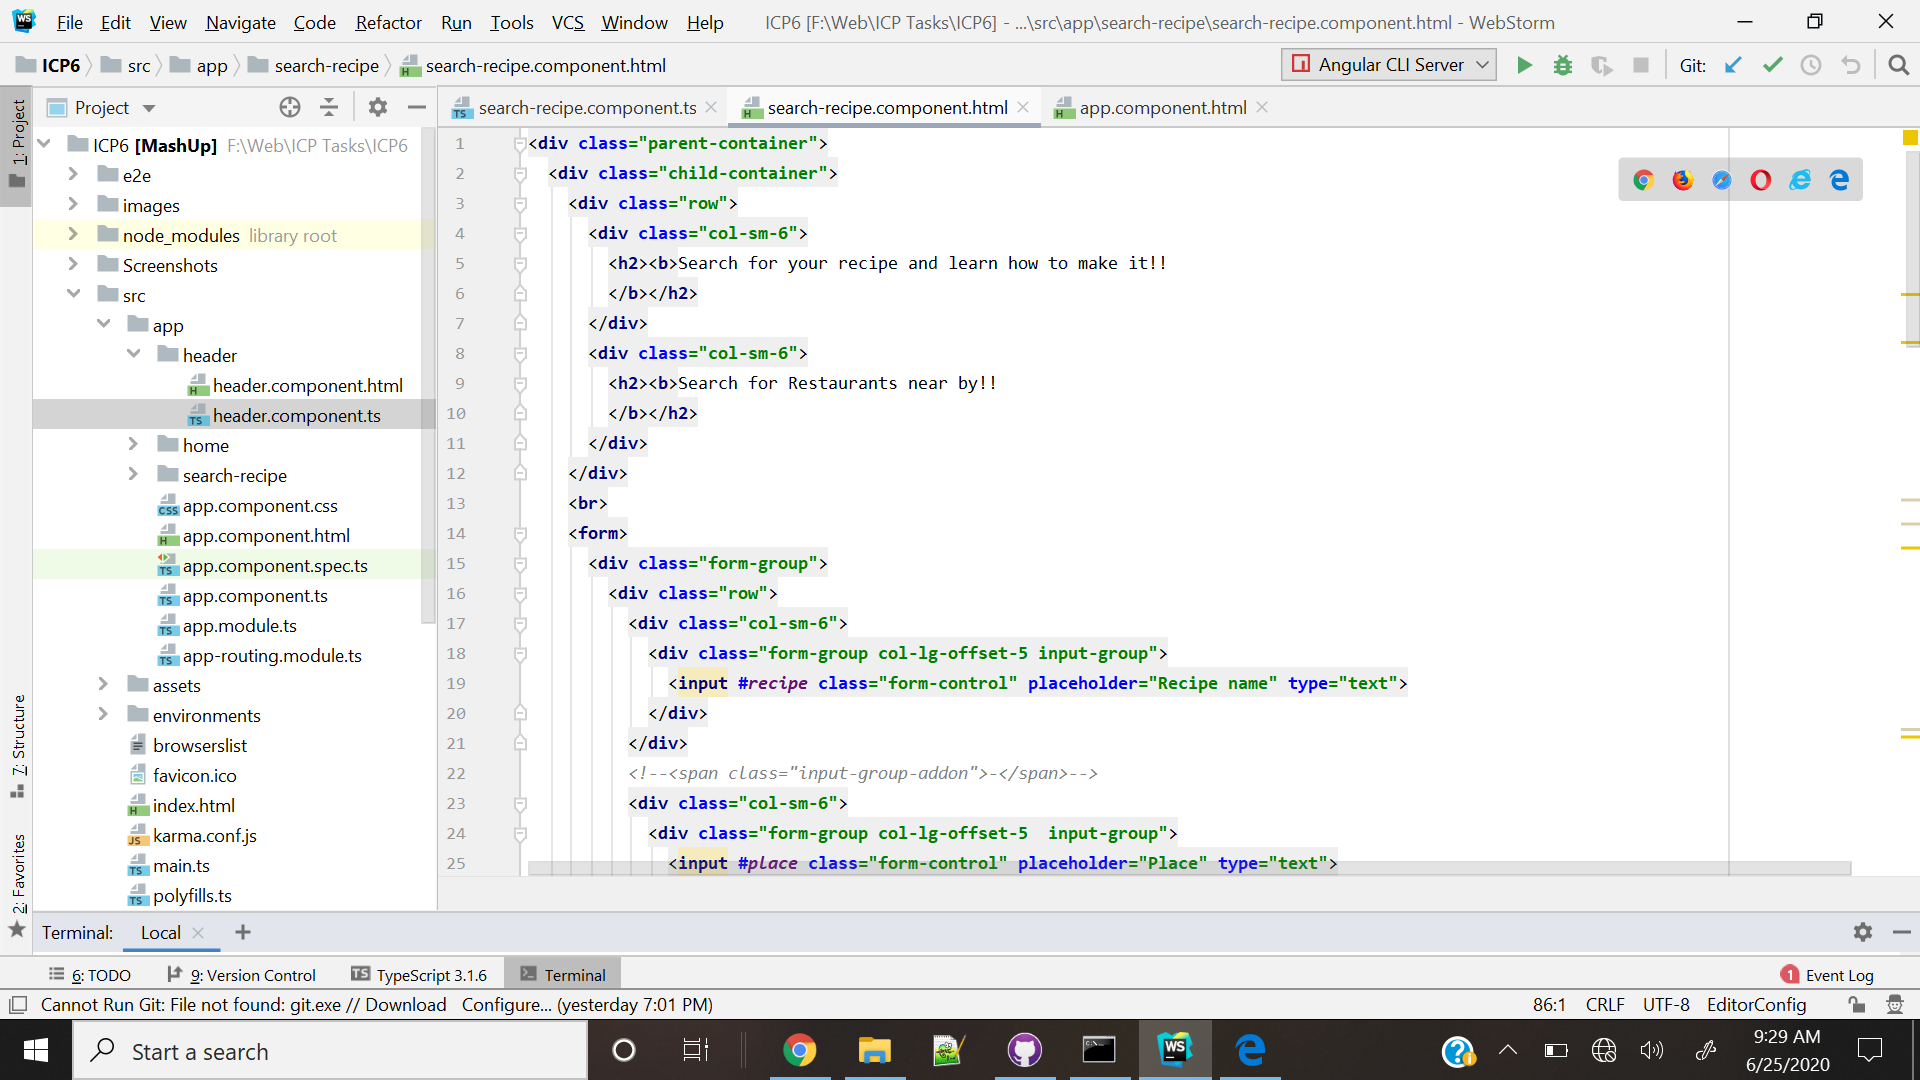 File Edit View Navigate Code Refactor Run Tools VCS Window Help ICP6 [F:\Web\ICP Tasks\ICP6] - ...\src\app\search-recipe\search-recipe.component.html - WebStorm
ICP6 src app search-recipe search-recipe.component.html Angular CLI Server Git:
Project search-recipe.component.ts search-recipe.component.html app.component.html
1: Project
7: Structure
2: Favorites
ICP6 [MashUp] F:\Web\ICP Tasks\ICP6
e2e
images
node_modules library root
Screenshots
src
app
header
header.component.html
header.component.ts
home
search-recipe
app.component.css
app.component.html
app.component.spec.ts
app.component.ts
app.module.ts
app-routing.module.ts
assets
environments
browserslist
favicon.ico
index.html
karma.conf.js
main.ts
polyfills.ts
1 <div class="parent-container">
2 <div class="child-container">
3 <div class="row">
4 <div class="col-sm-6">
5 <h2><b>Search for your recipe and learn how to make it!!
6 </b></h2>
7 </div>
8 <div class="col-sm-6">
9 <h2><b>Search for Restaurants near by!!
10 </b></h2>
11 </div>
12 </div>
13 <br>
14 <form>
15 <div class="form-group">
16 <div class="row">
17 <div class="col-sm-6">
18 <div class="form-group col-lg-offset-5 input-group">
19 <input #recipe class="form-control" placeholder="Recipe name" type="text">
20 </div>
21 </div>
22 <!--<span class="input-group-addon">-</span>-->
23 <div class="col-sm-6">
24 <div class="form-group col-lg-offset-5  input-group">
25 <input #place class="form-control" placeholder="Place" type="text">
Terminal: Local
6: TODO 9: Version Control TypeScript 3.1.6 Terminal 1 Event Log
Cannot Run Git: File not found: git.exe // Download Configure... (yesterday 7:01 PM) 86:1 CRLF UTF-8 EditorConfig
Start a search
9:29 AM
6/25/2020